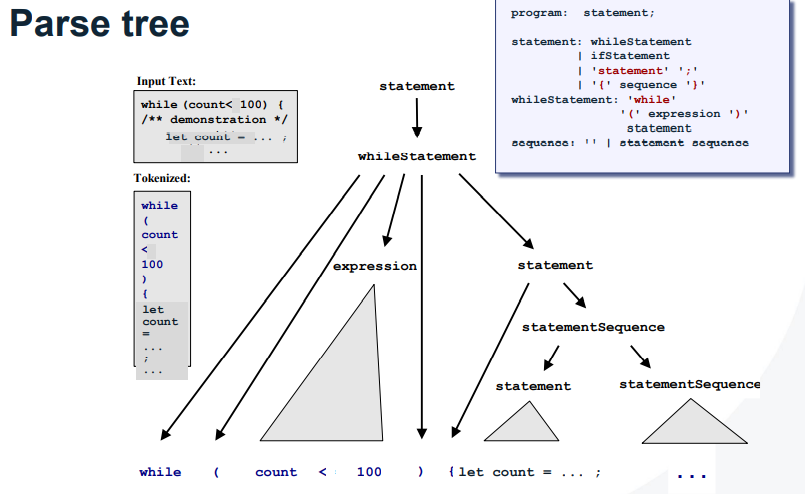 Parse tree
program: statement;
statement: whileStatement
| ifStatement
| 'statement' ';'
| '{' sequence '}'
whileStatement: 'while'
'(' expression ')'
statement
sequence: '' | statement sequence
Input Text:
while (count< 100) {
/** demonstration */
let count = ... ;
...
Tokenized:
while
(
count
<
100
)
{
let
count
=
...
;
...
statement
whileStatement
expression
statement
statementSequence
statement
statementSequence
while ( count < 100 ) { let count = ... ; ...